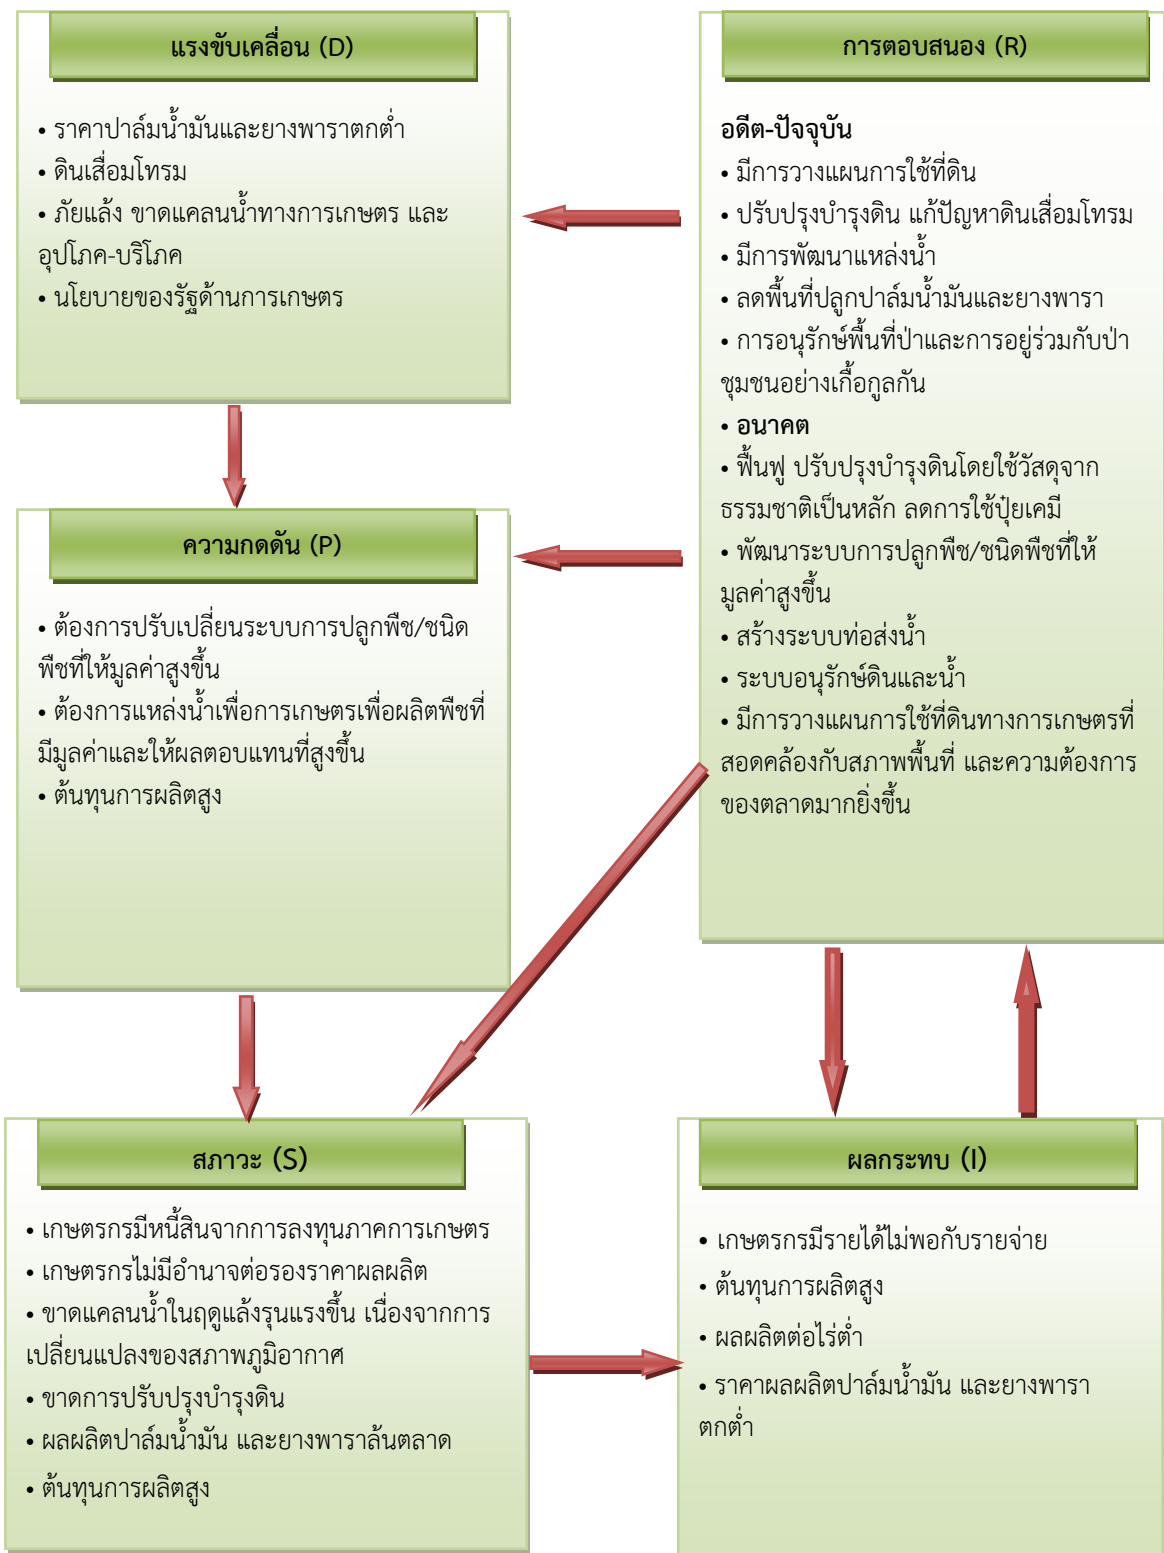 แรงขับเคลื่อน (D)
• ราคาปาล์มน้ำมันและยางพาราตกต่ำ
• ดินเสื่อมโทรม
• ภัยแล้ง ขาดแคลนน้ำทางการเกษตร และ
อุปโภค-บริโภค
• นโยบายของรัฐด้านการเกษตร
ความกดดัน (P)
• ต้องการปรับเปลี่ยนระบบการปลูกพืช/ชนิด
พืชที่ให้มูลค่าสูงขึ้น
• ต้องการแหล่งน้ำเพื่อการเกษตรเพื่อผลิตพืชที่
มีมูลค่าและให้ผลตอบแทนที่สูงขึ้น
• ต้นทุนการผลิตสูง
สภาวะ (S)
• เกษตรกรมีหนี้สินจากการลงทุนภาคการเกษตร
• เกษตรกรไม่มีอำนาจต่อรองราคาผลผลิต
• ขาดแคลนน้ำในฤดูแล้งรุนแรงขึ้น เนื่องจากการ
เปลี่ยนแปลงของสภาพภูมิอากาศ
• ขาดการปรับปรุงบำรุงดิน
• ผลผลิตปาล์มน้ำมัน และยางพาราล้นตลาด
• ต้นทุนการผลิตสูง
การตอบสนอง (R)
อดีต-ปัจจุบัน
• มีการวางแผนการใช้ที่ดิน
• ปรับปรุงบำรุงดิน แก้ปัญหาดินเสื่อมโทรม
• มีการพัฒนาแหล่งน้ำ
• ลดพื้นที่ปลูกปาล์มน้ำมันและยางพารา
• การอนุรักษ์พื้นที่ป่าและการอยู่ร่วมกับป่า
ชุมชนอย่างเกื้อกูลกัน
• อนาคต
• ฟื้นฟู ปรับปรุงบำรุงดินโดยใช้วัสดุจาก
ธรรมชาติเป็นหลัก ลดการใช้ปุ๋ยเคมี
• พัฒนาระบบการปลูกพืช/ชนิดพืชที่ให้
มูลค่าสูงขึ้น
• สร้างระบบท่อส่งน้ำ
• ระบบอนุรักษ์ดินและน้ำ
• มีการวางแผนการใช้ที่ดินทางการเกษตรที่
สอดคล้องกับสภาพพื้นที่ และความต้องการ
ของตลาดมากยิ่งขึ้น
ผลกระทบ (I)
• เกษตรกรมีรายได้ไม่พอกับรายจ่าย
• ต้นทุนการผลิตสูง
• ผลผลิตต่อไร่ต่ำ
• ราคาผลผลิตปาล์มน้ำมัน และยางพารา
ตกต่ำ